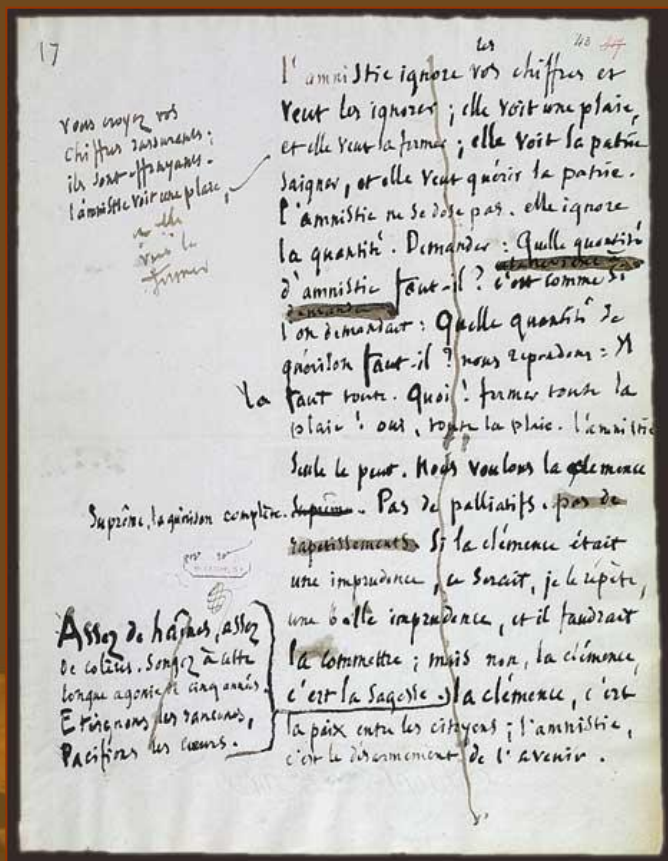 17
48 47
les
l'amnistie ignore vos chiffres et
veut les ignorer ; elle voit une plaie,
et elle veut la fermer ; elle voit la patrie
saigner, et elle veut guérir la patrie.
l'amnistie ne se dose pas. elle ignore
la quantité. Demander : Quelle quantité
d'amnistie faut-il ? c'est comme si
demander
l'on demandait : Quelle quantité de
guérison faut-il ? nous répondons : Il
la faut toute. Quoi ! fermer toute la
plaie ! oui, toute la plaie. l'amnistie
seule le peut. Nous voulons la clémence
suprême. Pas de palliatifs. pas de
rapetissements. Si la clémence était
une imprudence, ce serait, je le répète,
une belle imprudence, et il faudrait
la commettre ; mais non, la clémence,
c'est la sagesse. la clémence, c'est
la paix entre les citoyens ; l'amnistie,
c'est le désarmement de l'avenir.
vous croyez vos
chiffres rassurants ;
ils sont effrayants.
l'amnistie voit une plaie,
et elle
veut la
fermer
Suprême, la guérison complète.
Assez de haînes, assez
de colères. Songez à cette
longue agonie de cinq années.
Eteignons les rancunes,
Pacifions les cœurs.